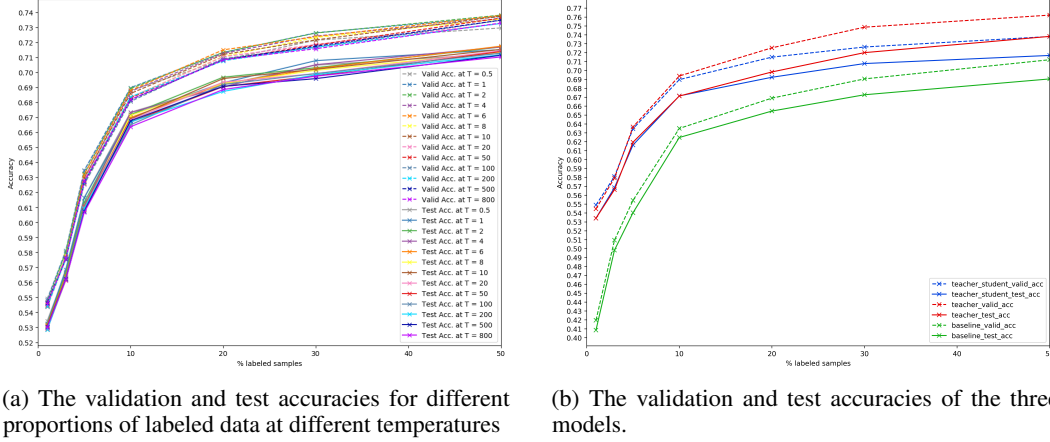 0.74
0.73
0.72
0.71
0.70
0.69
0.68
0.67
0.66
0.65
0.64
0.63
0.62
0.61
0.60
0.59
0.58
0.57
0.56
0.55
0.54
0.53
0.52
Accuracy
0 10 20 30 40 50
% labeled samples
Valid Acc. at T = 0.5
Valid Acc. at T = 1
Valid Acc. at T = 2
Valid Acc. at T = 4
Valid Acc. at T = 6
Valid Acc. at T = 8
Valid Acc. at T = 10
Valid Acc. at T = 20
Valid Acc. at T = 50
Valid Acc. at T = 100
Valid Acc. at T = 200
Valid Acc. at T = 500
Valid Acc. at T = 800
Test Acc. at T = 0.5
Test Acc. at T = 1
Test Acc. at T = 2
Test Acc. at T = 4
Test Acc. at T = 6
Test Acc. at T = 8
Test Acc. at T = 10
Test Acc. at T = 20
Test Acc. at T = 50
Test Acc. at T = 100
Test Acc. at T = 200
Test Acc. at T = 500
Test Acc. at T = 800
(a) The validation and test accuracies for different
proportions of labeled data at different temperatures
0.77
0.76
0.75
0.74
0.73
0.72
0.71
0.70
0.69
0.68
0.67
0.66
0.65
0.64
0.63
0.62
0.61
0.60
0.59
0.58
0.57
0.56
0.55
0.54
0.53
0.52
0.51
0.50
0.49
0.48
0.47
0.46
0.45
0.44
0.43
0.42
0.41
0.40
Accuracy
0 10 20 30 40 50
% labeled samples
teacher_student_valid_acc
teacher_student_test_acc
teacher_valid_acc
teacher_test_acc
baseline_valid_acc
baseline_test_acc
(b) The validation and test accuracies of the three
models.